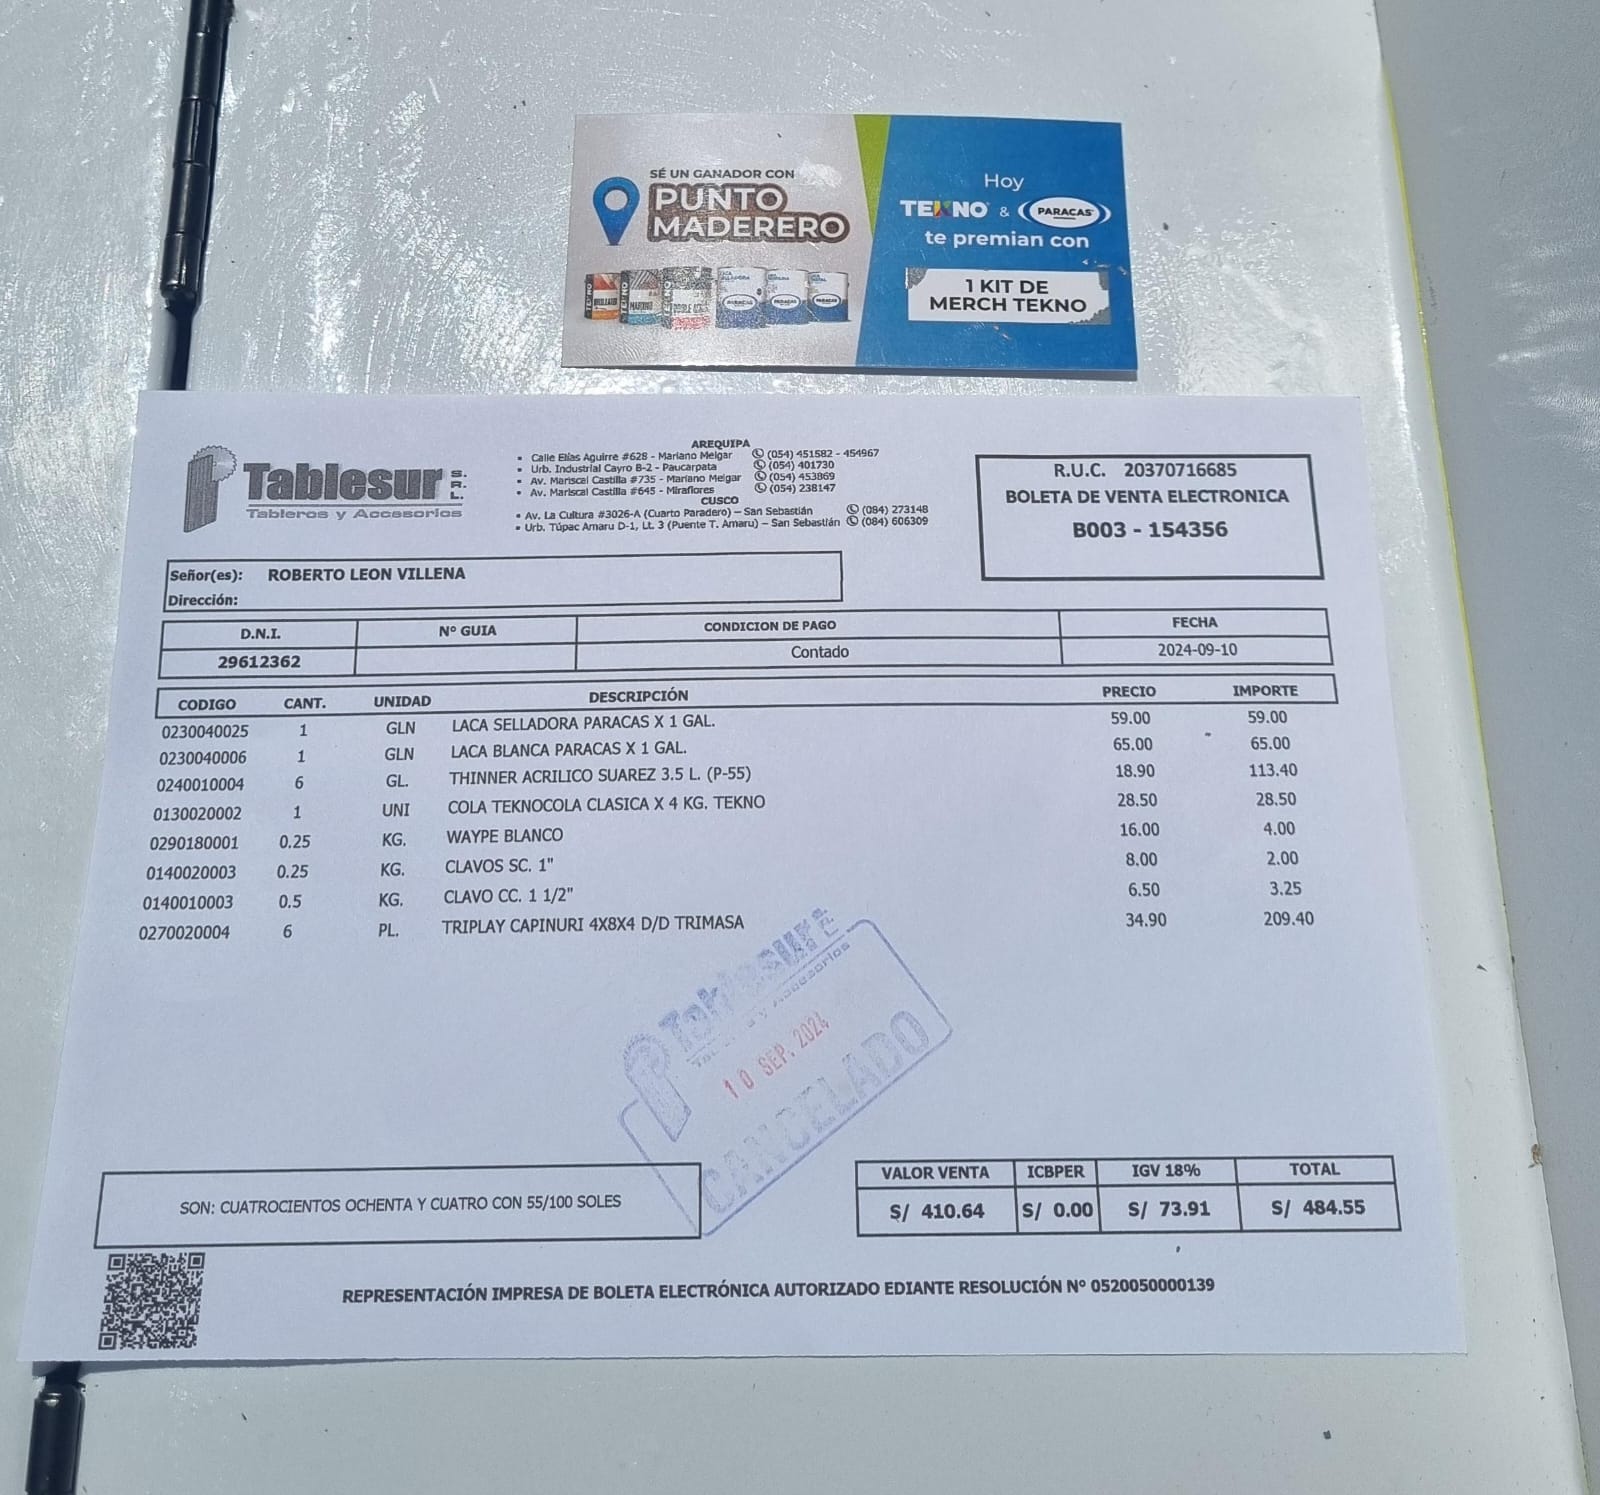 SÉ UN GANADOR CON
PUNTO
MADERERO
Hoy
TEKNO & PARACAS
te premian con
1 KIT DE
MERCH TEKNO
Tablesur S.R.L.
Tableros y Accesorios
AREQUIPA
• Calle Elías Aguirre #628 - Mariano Melgar (054) 451582 - 454967
• Urb. Industrial Cayro B-2 - Paucarpata (054) 401730
• Av. Mariscal Castilla #735 - Mariano Melgar (054) 453869
• Av. Mariscal Castilla #645 - Miraflores (054) 238147
CUSCO
• Av. La Cultura #3026-A (Cuarto Paradero) – San Sebastián (084) 273148
• Urb. Túpac Amaru D-1, Lt. 3 (Puente T. Amaru) – San Sebastián (084) 606309
R.U.C. 20370716685
BOLETA DE VENTA ELECTRONICA
B003 - 154356
Señor(es): ROBERTO LEON VILLENA
Dirección:
D.N.I. N° GUIA CONDICION DE PAGO FECHA
29612362 Contado 2024-09-10
CODIGO CANT. UNIDAD DESCRIPCIÓN PRECIO IMPORTE
0230040025 1 GLN LACA SELLADORA PARACAS X 1 GAL. 59.00 59.00
0230040006 1 GLN LACA BLANCA PARACAS X 1 GAL. 65.00 65.00
0240010004 6 GL. THINNER ACRILICO SUAREZ 3.5 L. (P-55) 18.90 113.40
0130020002 1 UNI COLA TEKNOCOLA CLASICA X 4 KG. TEKNO 28.50 28.50
0290180001 0.25 KG. WAYPE BLANCO 16.00 4.00
0140020003 0.25 KG. CLAVOS SC. 1" 8.00 2.00
0140010003 0.5 KG. CLAVO CC. 1 1/2" 6.50 3.25
0270020004 6 PL. TRIPLAY CAPINURI 4X8X4 D/D TRIMASA 34.90 209.40
Tablesur
10 SEP. 2024
CANCELADO
VALOR VENTA ICBPER IGV 18% TOTAL
S/ 410.64 S/ 0.00 S/ 73.91 S/ 484.55
SON: CUATROCIENTOS OCHENTA Y CUATRO CON 55/100 SOLES
REPRESENTACIÓN IMPRESA DE BOLETA ELECTRÓNICA AUTORIZADO EDIANTE RESOLUCIÓN Nº 0520050000139